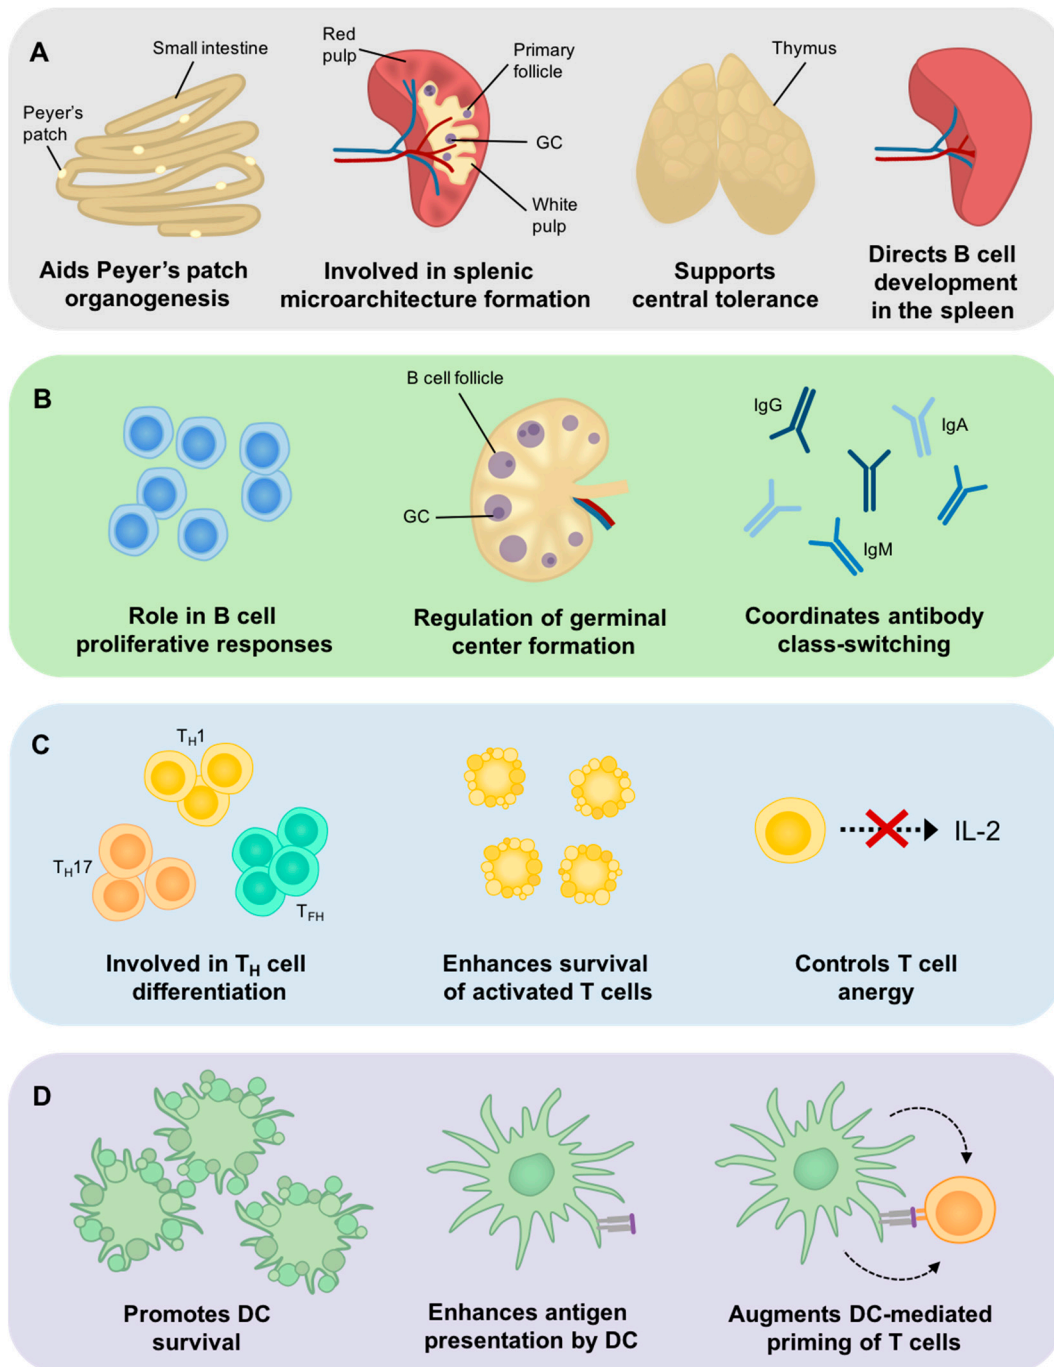 A
Small intestine
Peyer's
patch
Aids Peyer's patch
organogenesis
Red
pulp
Primary
follicle
GC
White
pulp
Involved in splenic
microarchitecture formation
Thymus
Supports
central tolerance
Directs B cell
development
in the spleen
B
Role in B cell
proliferative responses
B cell follicle
GC
Regulation of germinal
center formation
IgG
IgA
IgM
Coordinates antibody
class-switching
C
TH1
TH17
TFH
Involved in TH cell
differentiation
Enhances survival
of activated T cells
IL-2
Controls T cell
anergy
D
Promotes DC
survival
Enhances antigen
presentation by DC
Augments DC-mediated
priming of T cells